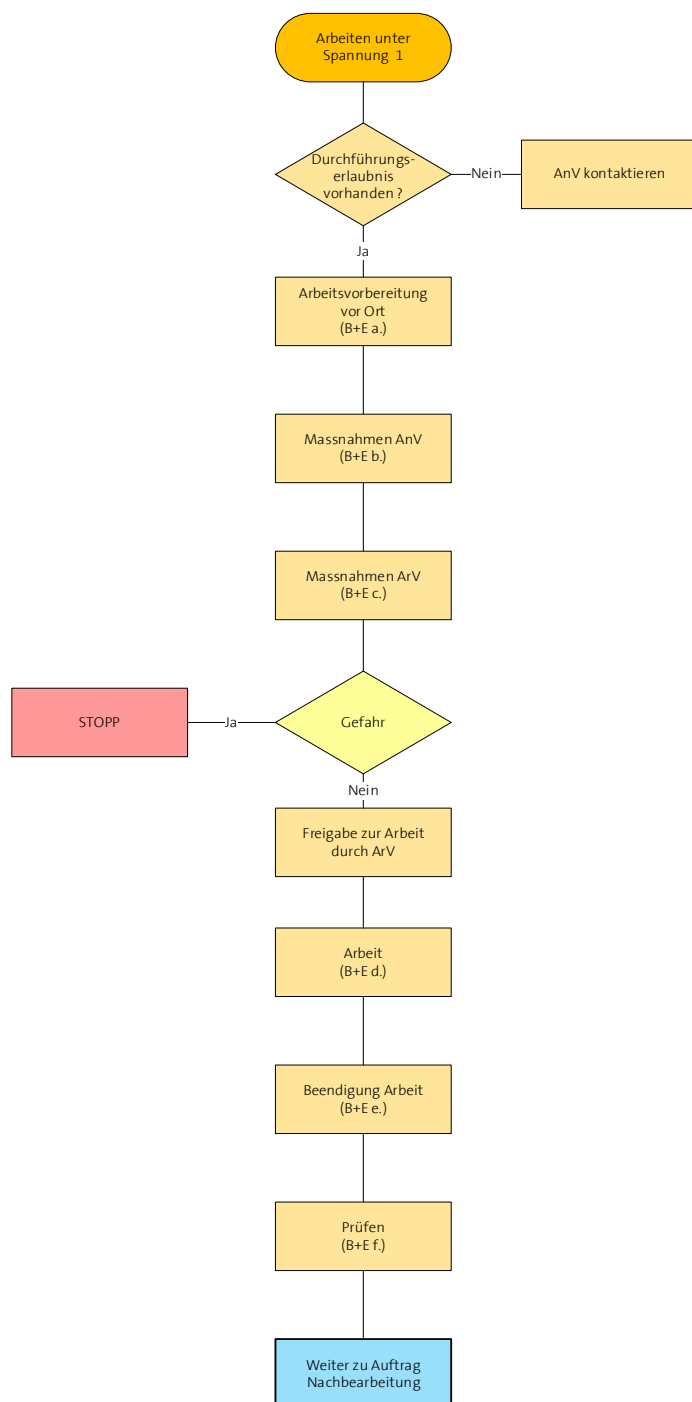 Arbeiten unter
Spannung 1
Durchführungs-
erlaubnis
vorhanden ?
Nein
AnV kontaktieren
Ja
Arbeitsvorbereitung
vor Ort
(B+E a.)
Massnahmen AnV
(B+E b.)
Massnahmen ArV
(B+E c.)
STOPP
Ja
Gefahr
Nein
Freigabe zur Arbeit
durch ArV
Arbeit
(B+E d.)
Beendigung Arbeit
(B+E e.)
Prüfen
(B+E f.)
Weiter zu Auftrag
Nachbearbeitung